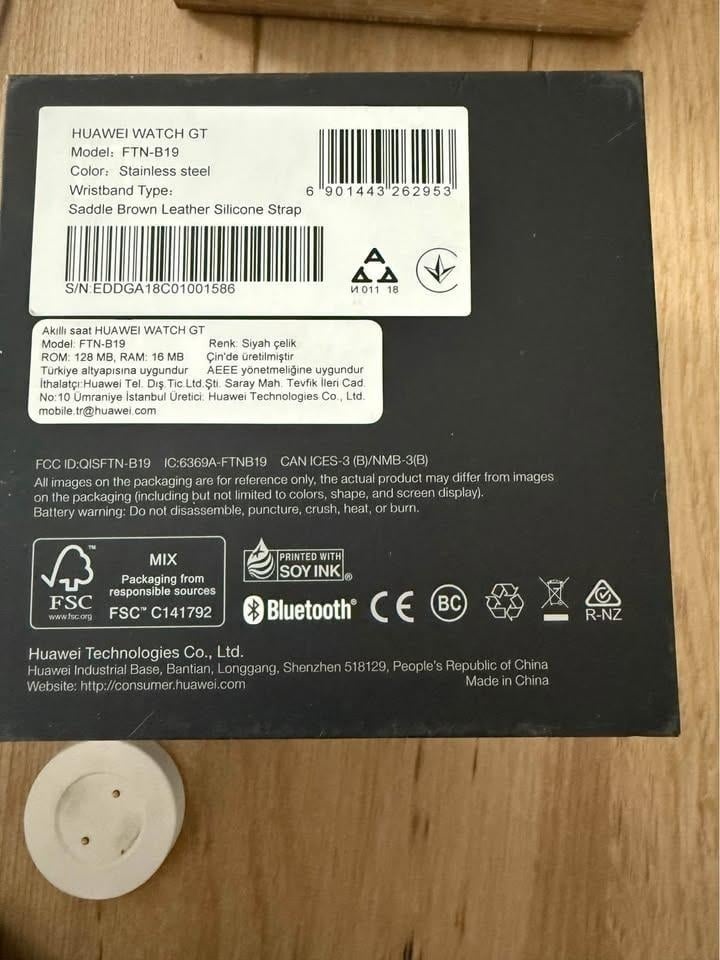 HUAWEI WATCH GT
Model: FTN-B19
Color: Stainless steel
Wristband Type:
Saddle Brown Leather Silicone Strap
6 901443 262953
S/N:EDDGA18C01001586
И 011 18
Akıllı saat HUAWEI WATCH GT
Model: FTN-B19 Renk: Siyah çelik
ROM: 128 MB, RAM: 16 MB Çin'de üretilmiştir
Türkiye altyapısına uygundur AEEE yönetmeliğine uygundur
İthalatçı:Huawei Tel. Dış.Tic.Ltd.Şti. Saray Mah. Tevfik İleri Cad.
No:10 Ümraniye İstanbul Üretici: Huawei Technologies Co., Ltd.
mobile.tr@huawei.com
FCC ID:QISFTN-B19 IC:6369A-FTNB19 CAN ICES-3 (B)/NMB-3(B)
All images on the packaging are for reference only, the actual product may differ from images
on the packaging (including but not limited to colors, shape, and screen display).
Battery warning: Do not disassemble, puncture, crush, heat, or burn.
FSC
www.fsc.org
MIX
Packaging from
responsible sources
FSC™ C141792
PRINTED WITH
SOY INK®
Bluetooth®
CE
BC
R-NZ
Huawei Technologies Co., Ltd.
Huawei Industrial Base, Bantian, Longgang, Shenzhen 518129, People's Republic of China
Website: http://consumer.huawei.com Made in China